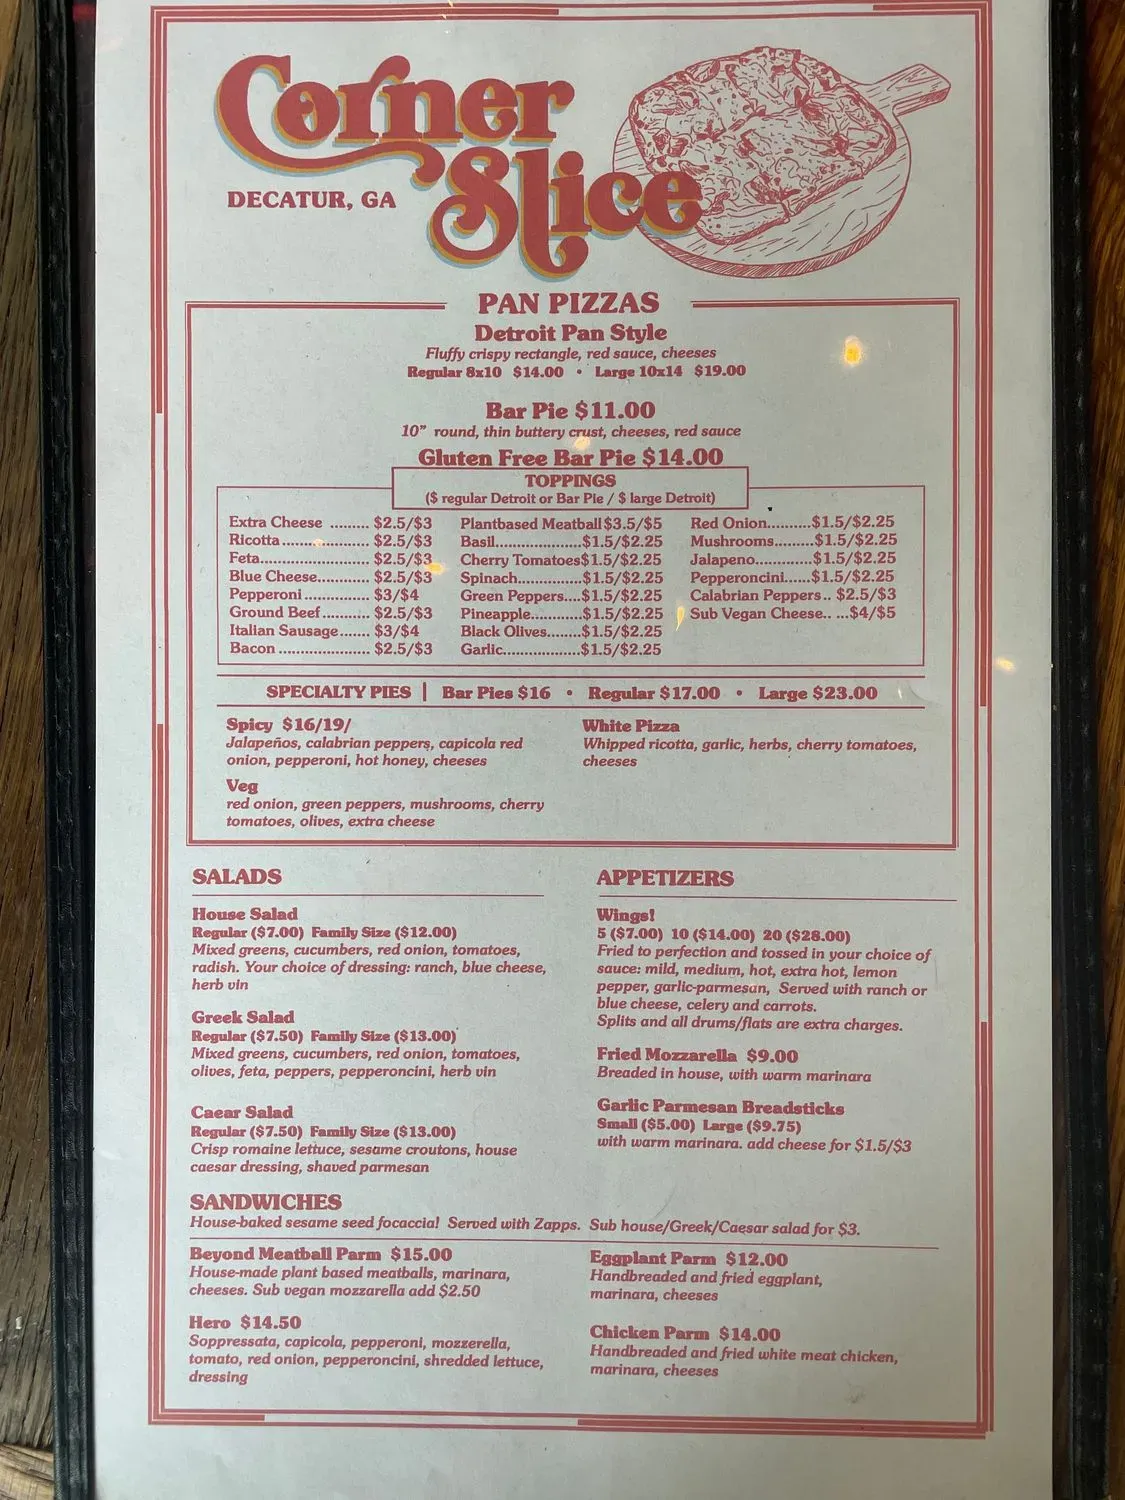 Corner
Slice
DECATUR, GA
PAN PIZZAS
Detroit Pan Style
Fluffy crispy rectangle, red sauce, cheeses
Regular 8x10 $14.00 • Large 10x14 $19.00
Bar Pie $11.00
10” round, thin buttery crust, cheeses, red sauce
Gluten Free Bar Pie $14.00
TOPPINGS
($ regular Detroit or Bar Pie / $ large Detroit)
Extra Cheese ......... $2.5/$3
Ricotta.................... $2.5/$3
Feta......................... $2.5/$3
Blue Cheese............ $2.5/$3
Pepperoni ............... $3/$4
Ground Beef........... $2.5/$3
Italian Sausage....... $3/$4
Bacon ..................... $2.5/$3
Plantbased Meatball $3.5/$5
Basil....................$1.5/$2.25
Cherry Tomatoes$1.5/$2.25
Spinach...............$1.5/$2.25
Green Peppers....$1.5/$2.25
Pineapple............$1.5/$2.25
Black Olives........$1.5/$2.25
Garlic..................$1.5/$2.25
Red Onion..........$1.5/$2.25
Mushrooms.........$1.5/$2.25
Jalapeno.............$1.5/$2.25
Pepperoncini......$1.5/$2.25
Calabrian Peppers.. $2.5/$3
Sub Vegan Cheese.. ...$4/$5
SPECIALTY PIES | Bar Pies $16 • Regular $17.00 • Large $23.00
Spicy $16/19/
Jalapeños, calabrian peppers, capicola red
onion, pepperoni, hot honey, cheeses
Veg
red onion, green peppers, mushrooms, cherry
tomatoes, olives, extra cheese
White Pizza
Whipped ricotta, garlic, herbs, cherry tomatoes,
cheeses
SALADS
House Salad
Regular ($7.00) Family Size ($12.00)
Mixed greens, cucumbers, red onion, tomatoes,
radish. Your choice of dressing: ranch, blue cheese,
herb vin
Greek Salad
Regular ($7.50) Family Size ($13.00)
Mixed greens, cucumbers, red onion, tomatoes,
olives, feta, peppers, pepperoncini, herb vin
Caear Salad
Regular ($7.50) Family Size ($13.00)
Crisp romaine lettuce, sesame croutons, house
caesar dressing, shaved parmesan
APPETIZERS
Wings!
5 ($7.00) 10 ($14.00) 20 ($28.00)
Fried to perfection and tossed in your choice of
sauce: mild, medium, hot, extra hot, lemon
pepper, garlic-parmesan, Served with ranch or
blue cheese, celery and carrots.
Splits and all drums/flats are extra charges.
Fried Mozzarella $9.00
Breaded in house, with warm marinara
Garlic Parmesan Breadsticks
Small ($5.00) Large ($9.75)
with warm marinara. add cheese for $1.5/$3
SANDWICHES
House-baked sesame seed focaccia! Served with Zapps. Sub house/Greek/Caesar salad for $3.
Beyond Meatball Parm $15.00
House-made plant based meatballs, marinara,
cheeses. Sub vegan mozzarella add $2.50
Hero $14.50
Soppressata, capicola, pepperoni, mozzerella,
tomato, red onion, pepperoncini, shredded lettuce,
dressing
Eggplant Parm $12.00
Handbreaded and fried eggplant,
marinara, cheeses
Chicken Parm $14.00
Handbreaded and fried white meat chicken,
marinara, cheeses